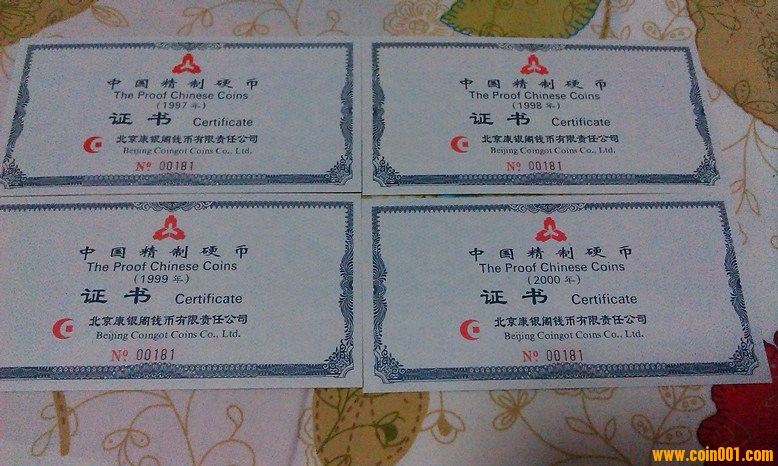 中国精制硬币
The Proof Chinese Coins
(1997年)
证书 Certificate
北京康银阁钱币有限责任公司
Beijing Coingot Coins Co., Ltd.
Nº 00181
中国精制硬币
The Proof Chinese Coins
(1998年)
证书 Certificate
北京康银阁钱币有限责任公司
Beijing Coingot Coins Co., Ltd.
Nº 00181
中国精制硬币
The Proof Chinese Coins
(1999年)
证书 Certificate
北京康银阁钱币有限责任公司
Beijing Coingot Coins Co., Ltd.
Nº 00181
中国精制硬币
The Proof Chinese Coins
(2000年)
证书 Certificate
北京康银阁钱币有限责任公司
Beijing Coingot Coins Co., Ltd.
Nº 00181
www.coin001.com